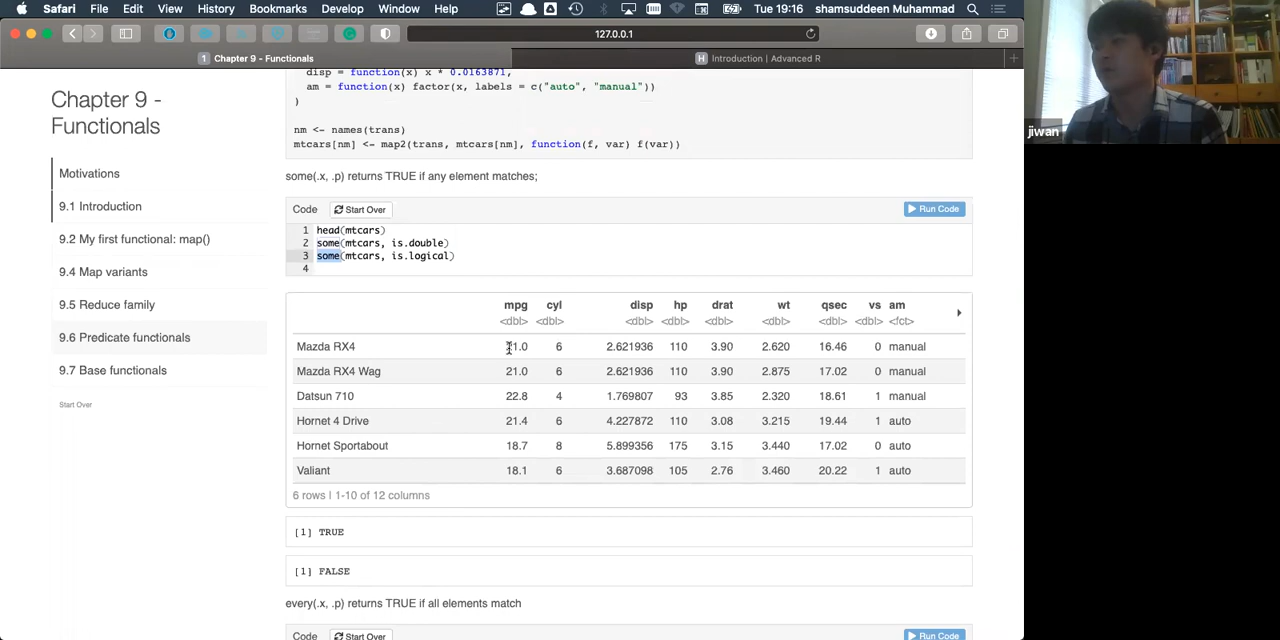 Safari File Edit View History Bookmarks Develop Window Help Tue 19:16 shamsuddeen Muhammad
127.0.0.1
1 Chapter 9 - Functionals
H Introduction | Advanced R
Chapter 9 -
Functionals
Motivations
9.1 Introduction
9.2 My first functional: map()
9.4 Map variants
9.5 Reduce family
9.6 Predicate functionals
9.7 Base functionals
Start Over
disp = function(x) x * 0.0163871,
am = function(x) factor(x, labels = c("auto", "manual"))
)
nm <- names(trans)
mtcars[nm] <- map2(trans, mtcars[nm], function(f, var) f(var))
some(.x, .p) returns TRUE if any element matches;
Code Start Over Run Code
1 head(mtcars)
2 some(mtcars, is.double)
3 some(mtcars, is.logical)
4
mpg cyl disp hp drat wt qsec vs am
<dbl> <dbl> <dbl> <dbl> <dbl> <dbl> <dbl> <dbl> <fct>
Mazda RX4 21.0 6 2.621936 110 3.90 2.620 16.46 0 manual
Mazda RX4 Wag 21.0 6 2.621936 110 3.90 2.875 17.02 0 manual
Datsun 710 22.8 4 1.769807 93 3.85 2.320 18.61 1 manual
Hornet 4 Drive 21.4 6 4.227872 110 3.08 3.215 19.44 1 auto
Hornet Sportabout 18.7 8 5.899356 175 3.15 3.440 17.02 0 auto
Valiant 18.1 6 3.687098 105 2.76 3.460 20.22 1 auto
6 rows | 1-10 of 12 columns
[1] TRUE
[1] FALSE
every(.x, .p) returns TRUE if all elements match
Code Start Over Run Code
jiwan